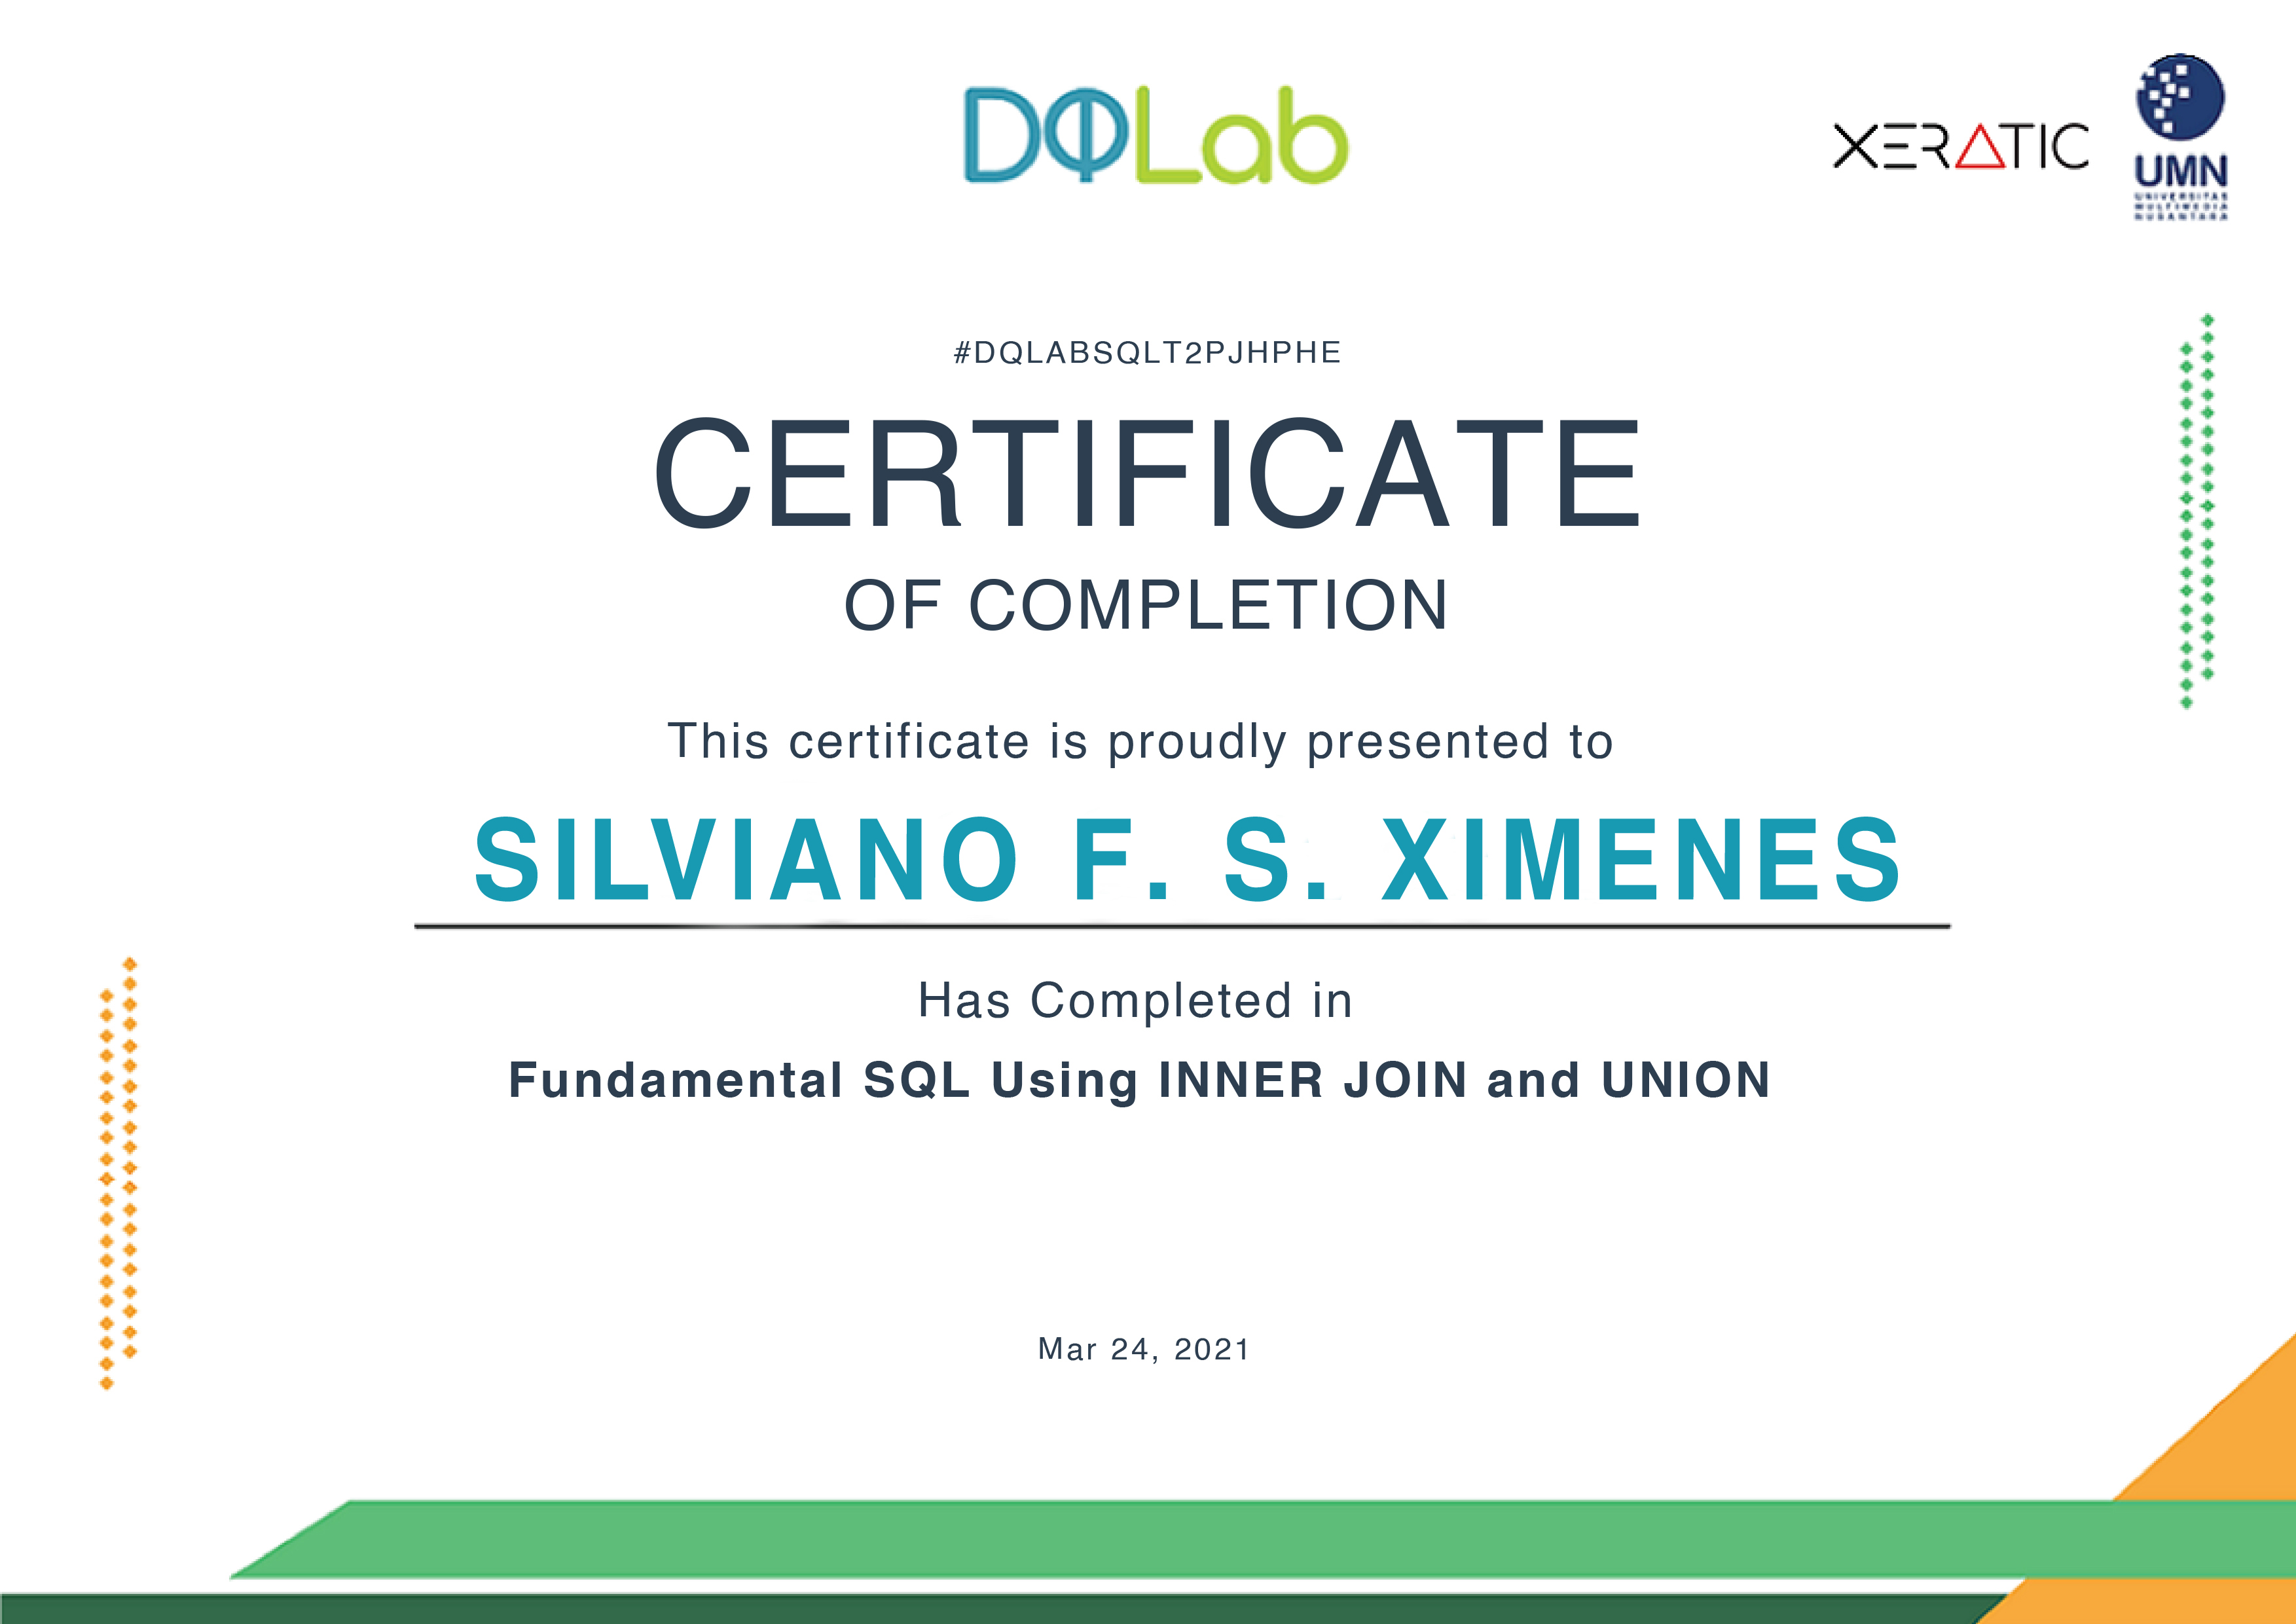 DQLab
XERATIC
UMN
UNIVERSITAS
MULTIMEDIA
NUSANTARA
#DQLABSQLT2PJHPHE
CERTIFICATE
OF COMPLETION
This certificate is proudly presented to
SILVIANO F. S. XIMENES
Has Completed in
Fundamental SQL Using INNER JOIN and UNION
Mar 24, 2021